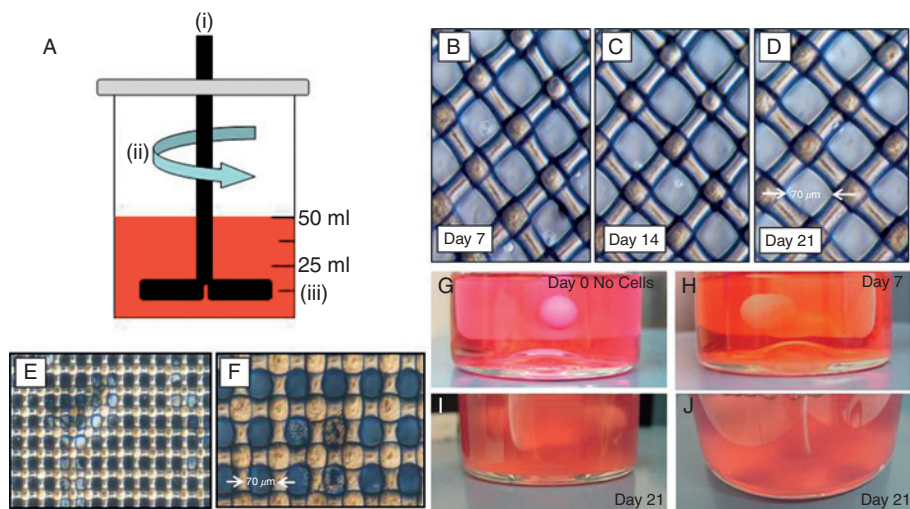 A
(i)
(ii)
50 ml
25 ml
(iii)
B
C
D
70 μm
Day 7
Day 14
Day 21
E
F
70 μm
G
Day 0 No Cells
H
Day 7
I
Day 21
J
Day 21